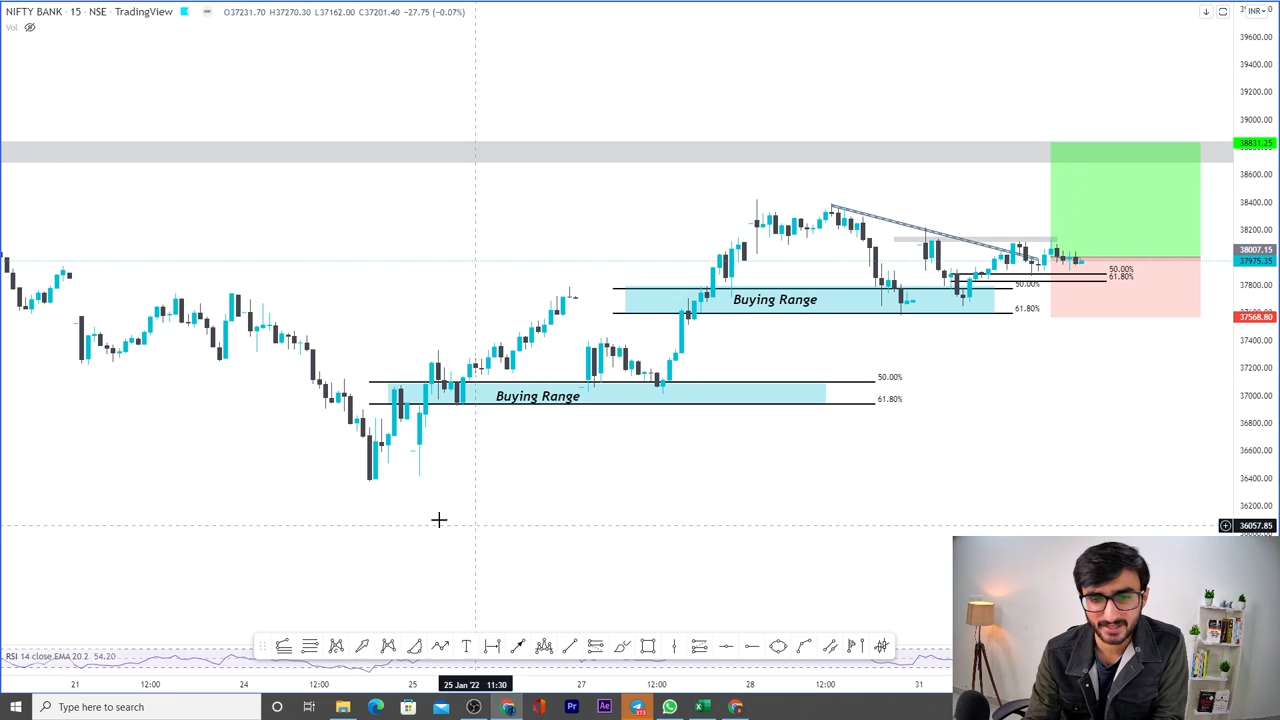 NIFTY BANK · 15 · NSE · TradingView O37231.70 H37270.30 L37162.00 C37201.40 -27.75 (-0.07%)
INR
Vol
39600.00
39400.00
39200.00
39000.00
38831.25
38600.00
38400.00
38200.00
38007.15
37975.35
50.00%
61.80%
50.00%
37800.00
Buying Range
61.80%
37568.80
37400.00
50.00%
37200.00
Buying Range
61.80%
37000.00
36800.00
36600.00
36400.00
36200.00
36057.85
RSI 14 close EMA 20 2 54.20
21 12:00 24 12:00 25 25 Jan '22 11:30 27 12:00 28 12:00 31
Type here to search
Pr Ae 373